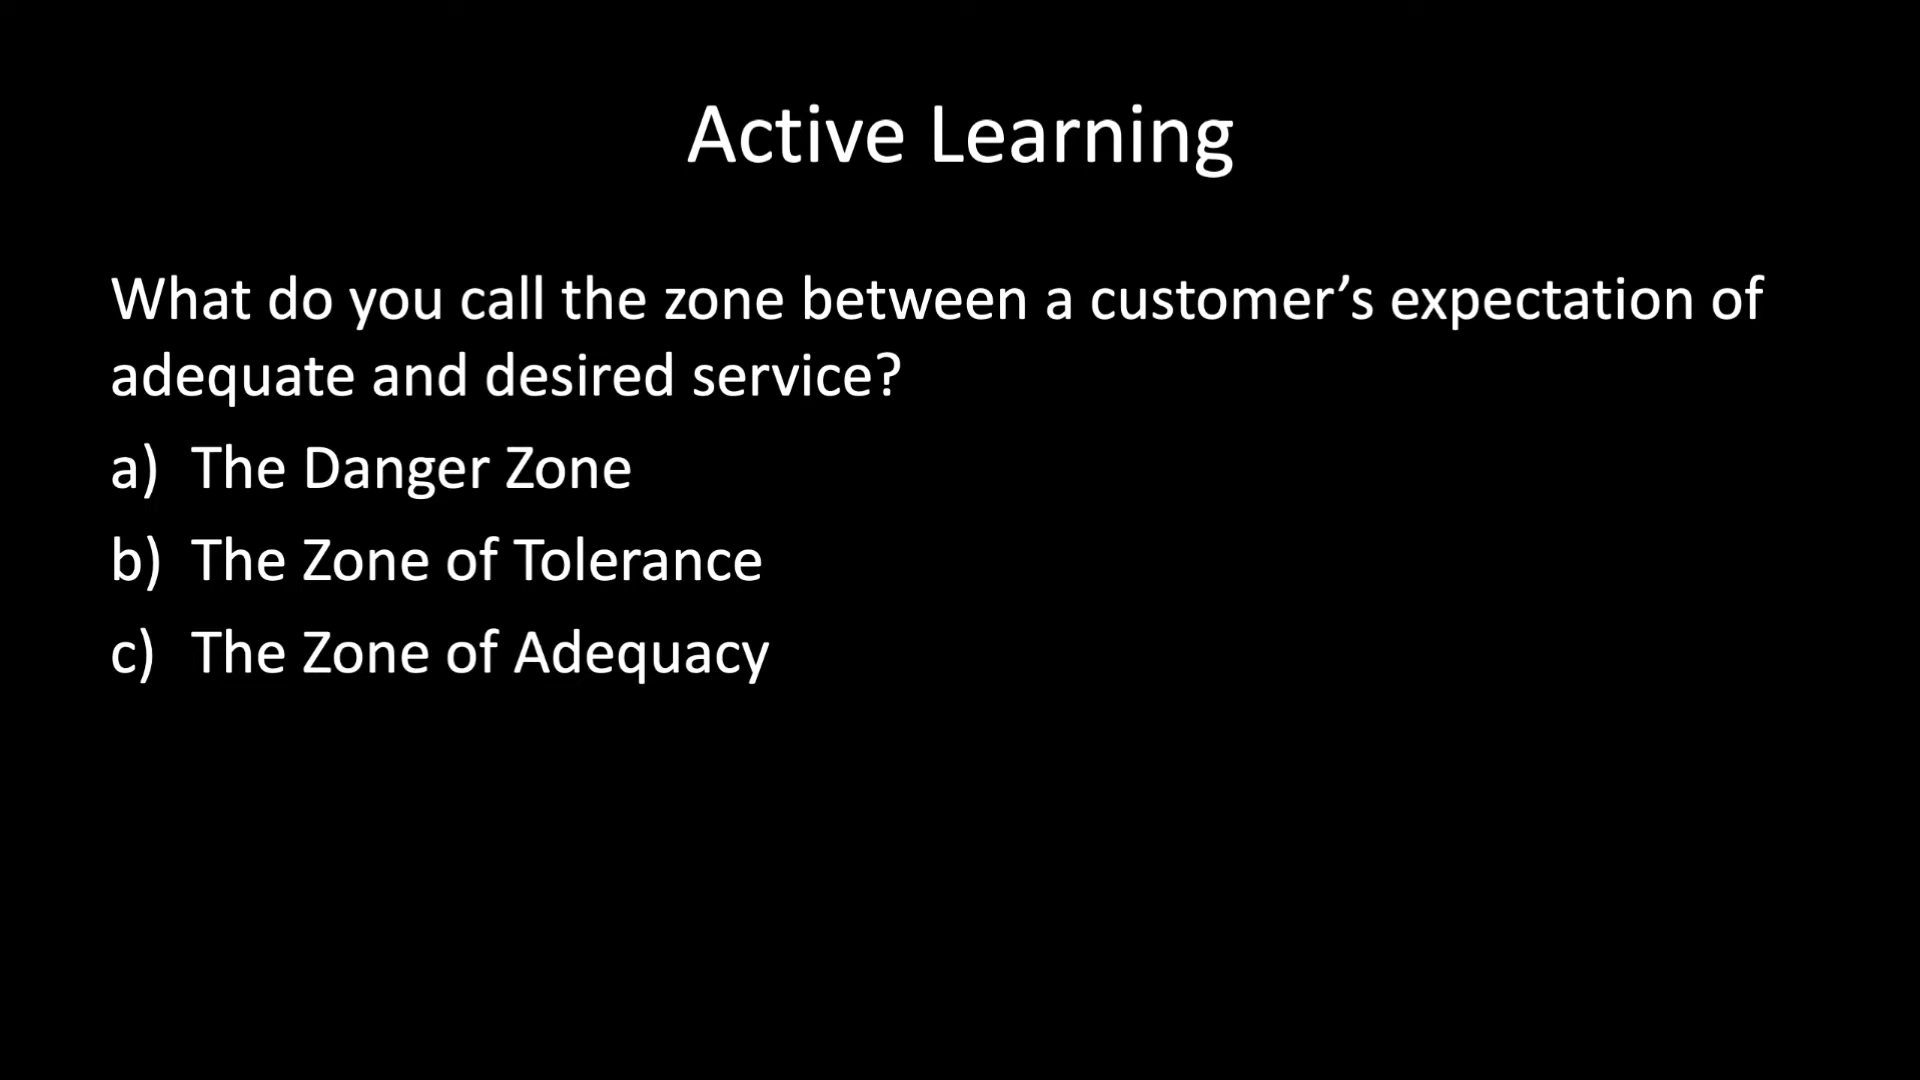 Active Learning
What do you call the zone between a customer’s expectation of
adequate and desired service?
a) The Danger Zone
b) The Zone of Tolerance
c) The Zone of Adequacy